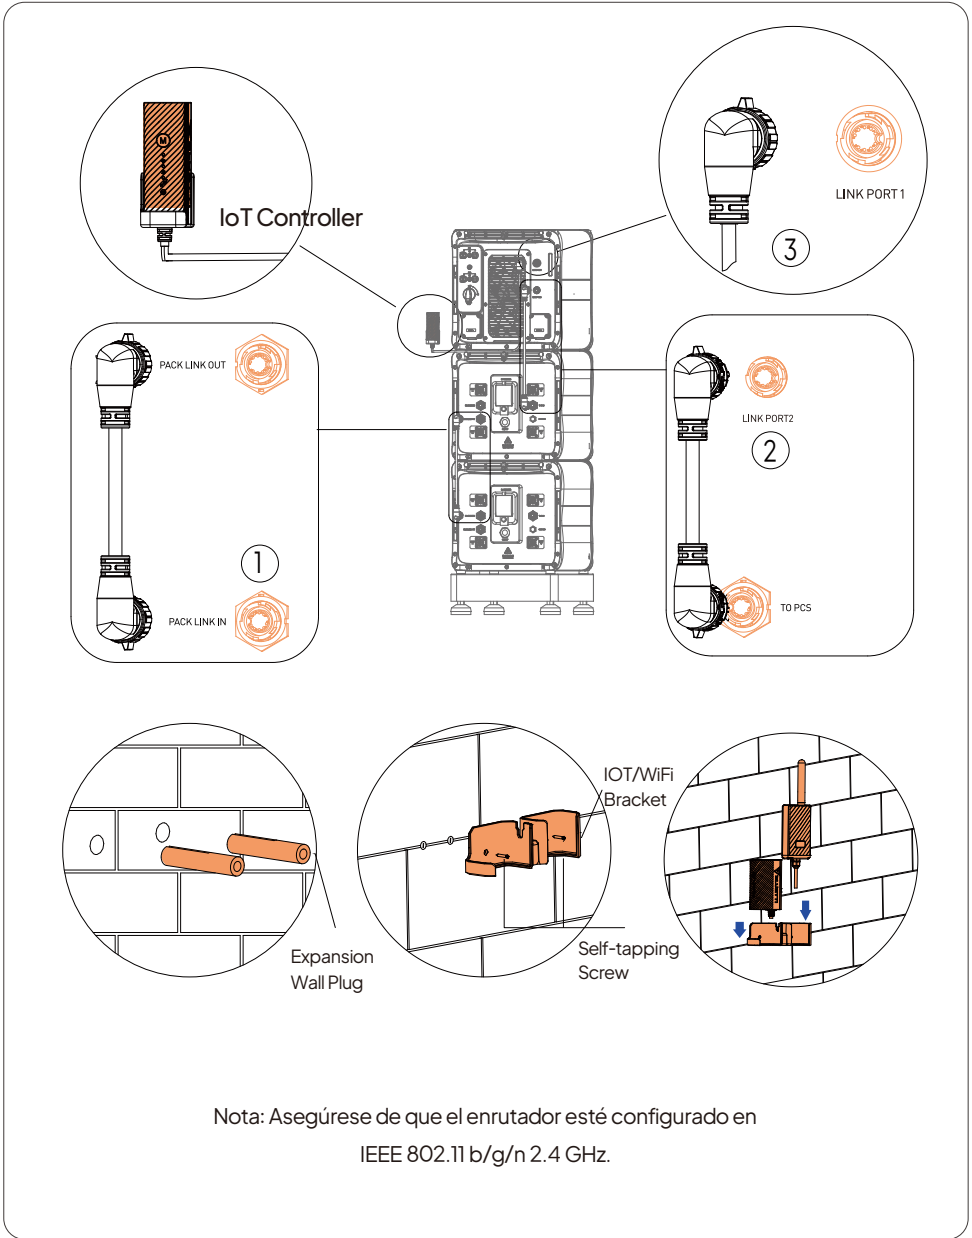 IoT Controller
LINK PORT 1
3
PACK LINK OUT
1
PACK LINK IN
LINK PORT2
2
TO PCS
Expansion
Wall Plug
IOT/WiFi
Bracket
Self-tapping
Screw
Nota: Asegúrese de que el enrutador esté configurado en
IEEE 802.11 b/g/n 2.4 GHz.